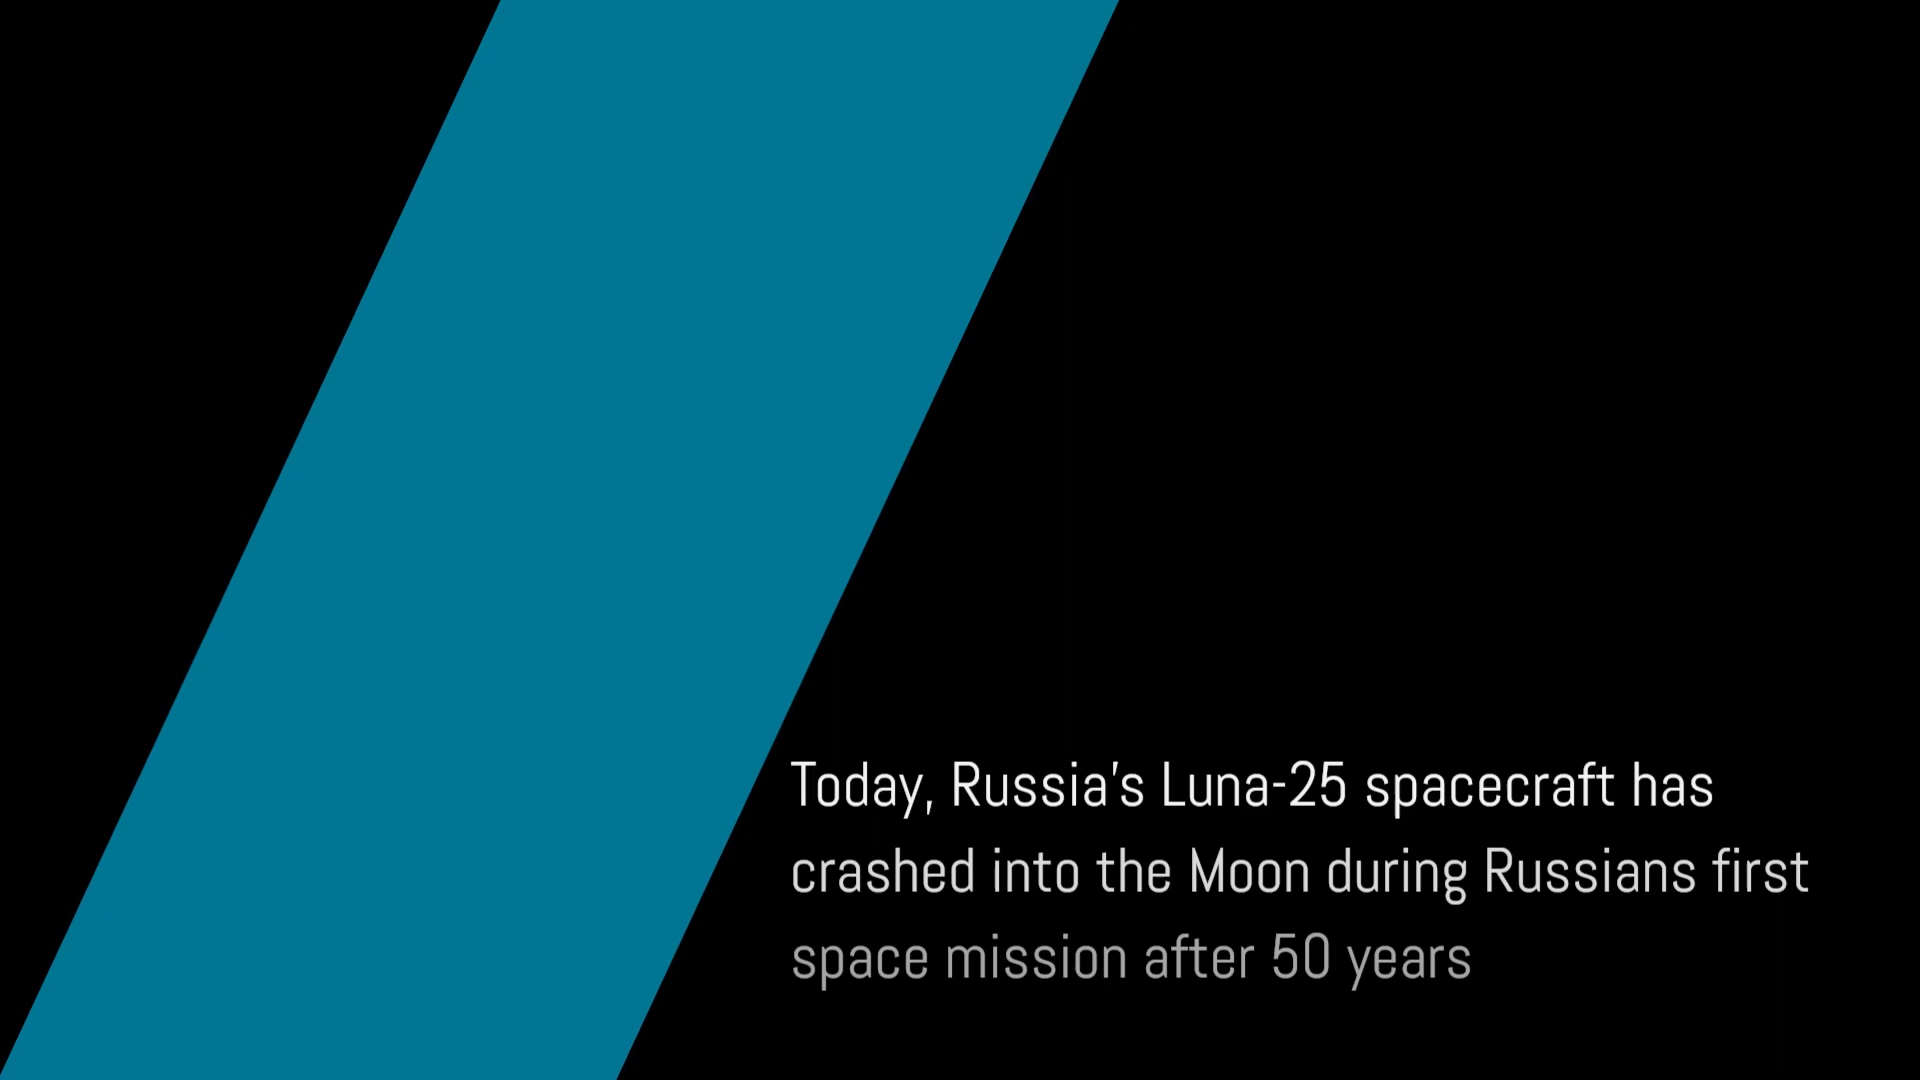 Today, Russia's Luna-25 spacecraft has
crashed into the Moon during Russians first
space mission after 50 years